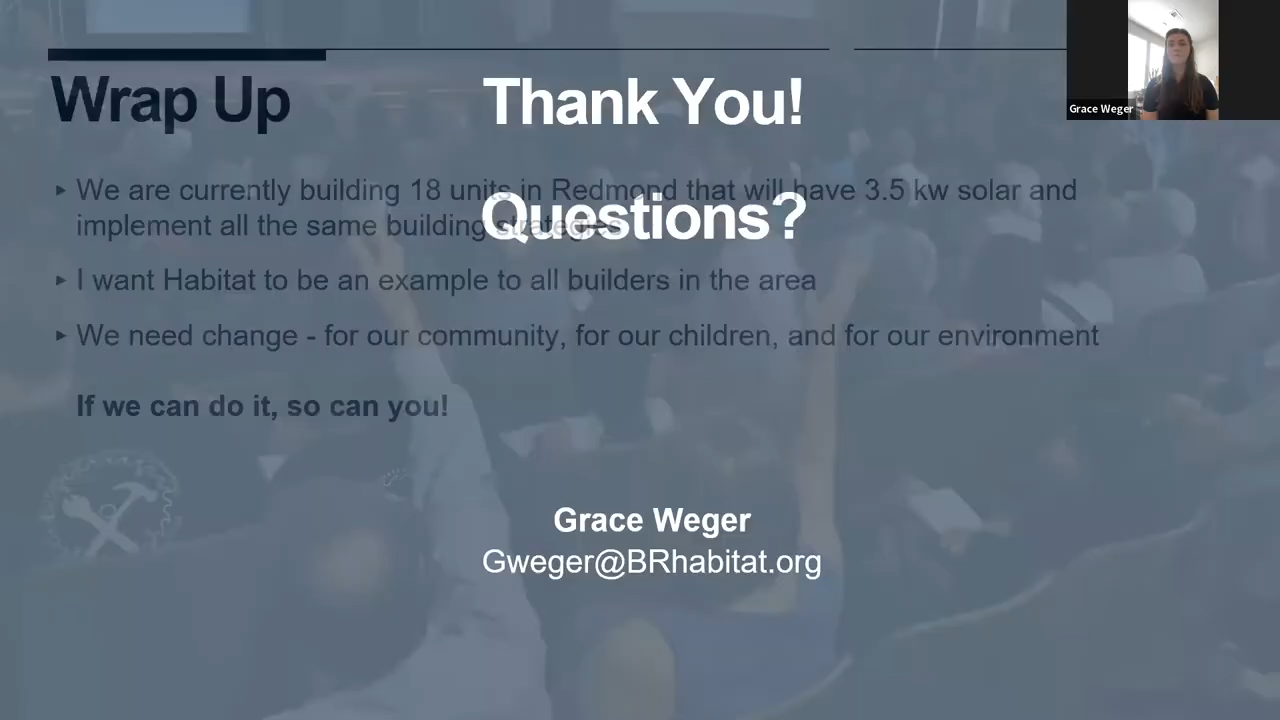 Wrap Up
Thank You!
Grace Weger
▸ We are currently building 18 units in Redmond that will have 3.5 kw solar and
implement all the same building strategies
Questions?
▸ I want Habitat to be an example to all builders in the area
▸ We need change - for our community, for our children, and for our environment
If we can do it, so can you!
Grace Weger
Gweger@BRhabitat.org